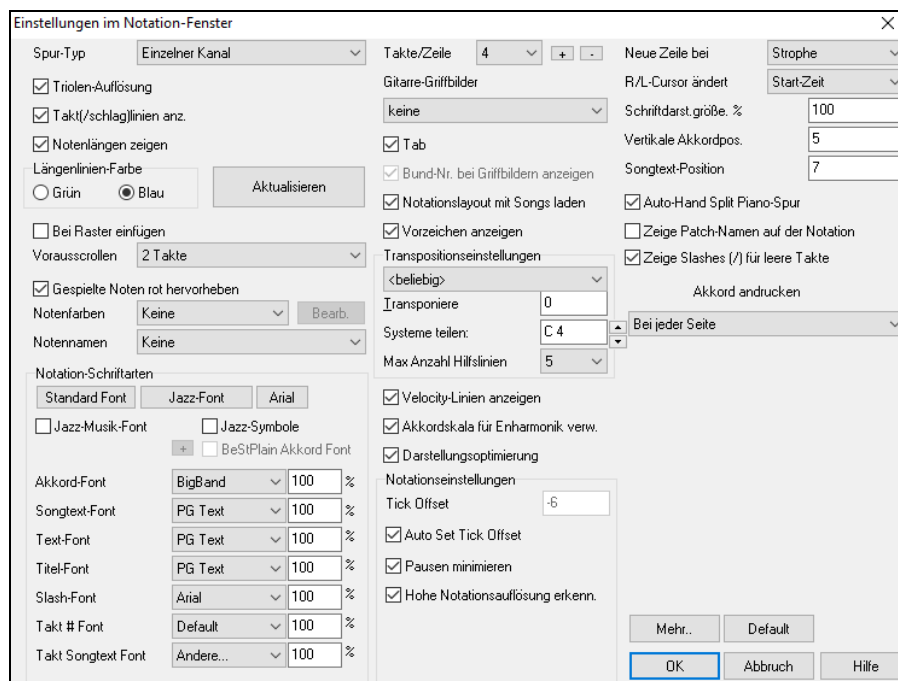 Einstellungen im Notation-Fenster
Spur-Typ Einzelner Kanal
Triolen-Auflösung
Takt(/schlag)linien anz.
Notenlängen zeigen
Längenlinien-Farbe
Grün Blau
Aktualisieren
Bei Raster einfügen
Vorausscrollen 2 Takte
Gespielte Noten rot hervorheben
Notenfarben Keine Bearb.
Notennamen Keine
Notation-Schriftarten
Standard Font Jazz-Font Arial
Jazz-Musik-Font Jazz-Symbole
+ BeStPlain Akkord Font
Akkord-Font BigBand 100 %
Songtext-Font PG Text 100 %
Text-Font PG Text 100 %
Titel-Font PG Text 100 %
Slash-Font Arial 100 %
Takt # Font Default 100 %
Takt Songtext Font Andere... 100 %
Takte/Zeile 4 + -
Gitarre-Griffbilder
keine
Tab
Bund-Nr. bei Griffbildern anzeigen
Notationslayout mit Songs laden
Vorzeichen anzeigen
Transpositionseinstellungen
<beliebig>
Transponiere 0
Systeme teilen: C 4
Max Anzahl Hilfslinien 5
Velocity-Linien anzeigen
Akkordskala für Enharmonik verw.
Darstellungsoptimierung
Notationseinstellungen
Tick Offset -6
Auto Set Tick Offset
Pausen minimieren
Hohe Notationsauflösung erkenn.
Neue Zeile bei Strophe
R/L-Cursor ändert Start-Zeit
Schriftdarst.größe. % 100
Vertikale Akkordpos. 5
Songtext-Position 7
Auto-Hand Split Piano-Spur
Zeige Patch-Namen auf der Notation
Zeige Slashes (/) für leere Takte
Akkord andrucken
Bei jeder Seite
Mehr.. Default
OK Abbruch Hilfe